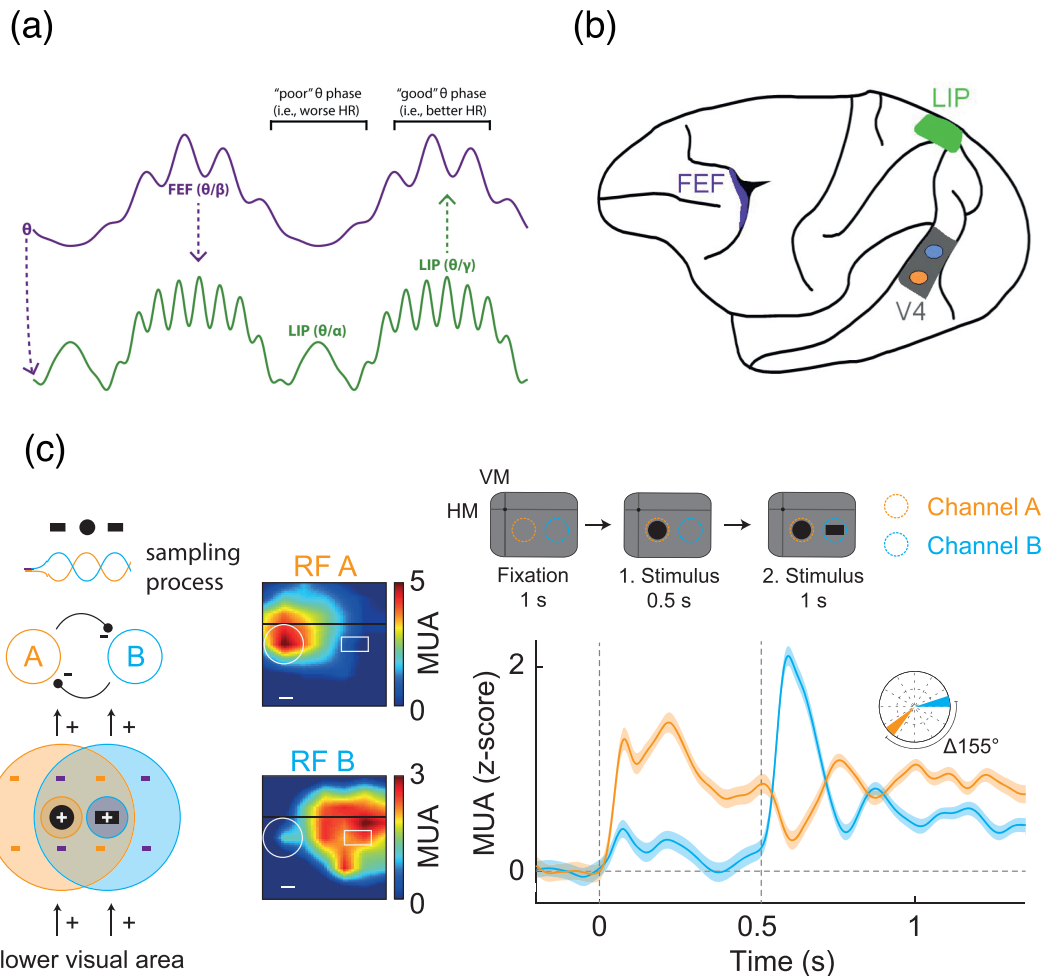 (a)
"poor" θ phase
(i.e., worse HR)
"good" θ phase
(i.e., better HR)
FEF (θ/β)
θ
LIP (θ/γ)
LIP (θ/α)
(b)
LIP
FEF
V4
(c)
sampling
process
A
B
-
-
+
+
-
-
-
-
+
+
-
-
-
-
+
+
lower visual area
RF A
5
MUA
0
RF B
3
MUA
0
VM
HM
Fixation
1 s
1. Stimulus
0.5 s
2. Stimulus
1 s
Channel A
Channel B
MUA (z-score)
2
0
Δ155°
0
0.5
1
Time (s)